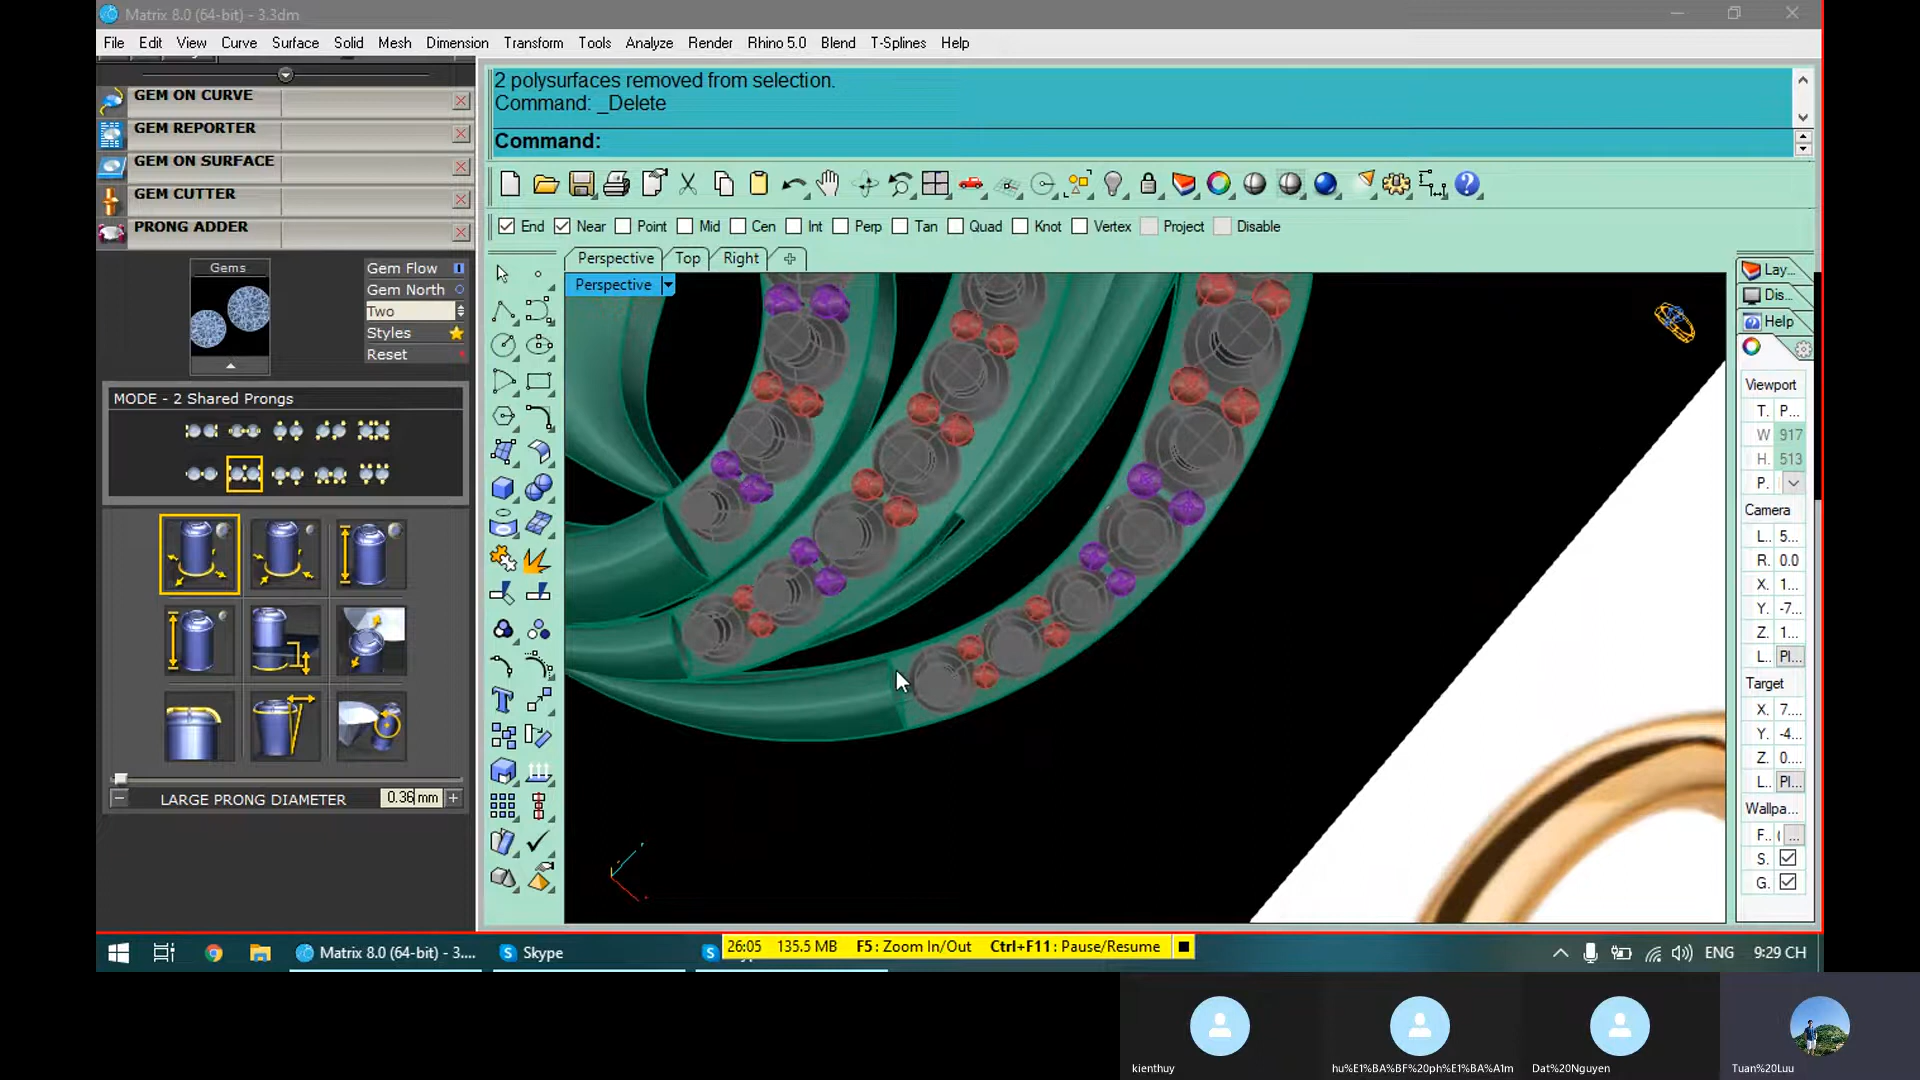 Matrix 8.0 (64-bit) - 3.3dm
File Edit View Curve Surface Solid Mesh Dimension Transform Tools Analyze Render Rhino 5.0 Blend T-Splines Help
2 polysurfaces removed from selection.
Command: _Delete
Command:
End Near Point Mid Cen Int Perp Tan Quad Knot Vertex Project Disable
Perspective Top Right
Perspective
GEM ON CURVE
GEM REPORTER
GEM ON SURFACE
GEM CUTTER
PRONG ADDER
Gems
Gem Flow
Gem North
Two
Styles
Reset
MODE - 2 Shared Prongs
LARGE PRONG DIAMETER 0.36 mm
Lay...
Dis...
Help
Viewport
T. P...
W 917
H. 513
P.
Camera
L.. 5...
R. 0.0
X. 1...
Y. -7...
Z. 1...
L.. Pl...
Target
X. 7....
Y. -4...
Z. 0....
L.. Pl...
Wallpa...
F.. ( ...
S.
G.
Matrix 8.0 (64-bit) - 3.... Skype 26:05 135.5 MB F5: Zoom In/Out Ctrl+F11: Pause/Resume ENG 9:29 CH
kienthuy hu%E1%BA%BF%20ph%E1%BA%A1m Dat%20Nguyen Tuan%20Luu